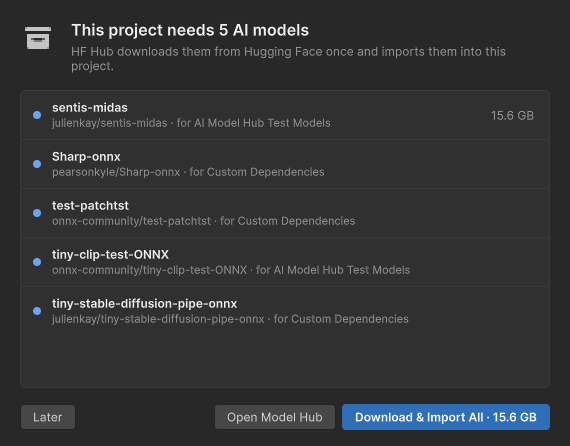 This project needs 5 AI models
HF Hub downloads them from Hugging Face once and imports them into this
project.
sentis-midas
julienkay/sentis-midas · for AI Model Hub Test Models
15.6 GB
Sharp-onnx
pearsonkyle/Sharp-onnx · for Custom Dependencies
test-patchtst
onnx-community/test-patchtst · for Custom Dependencies
tiny-clip-test-ONNX
onnx-community/tiny-clip-test-ONNX · for AI Model Hub Test Models
tiny-stable-diffusion-pipe-onnx
julienkay/tiny-stable-diffusion-pipe-onnx · for Custom Dependencies
Later
Open Model Hub
Download & Import All · 15.6 GB